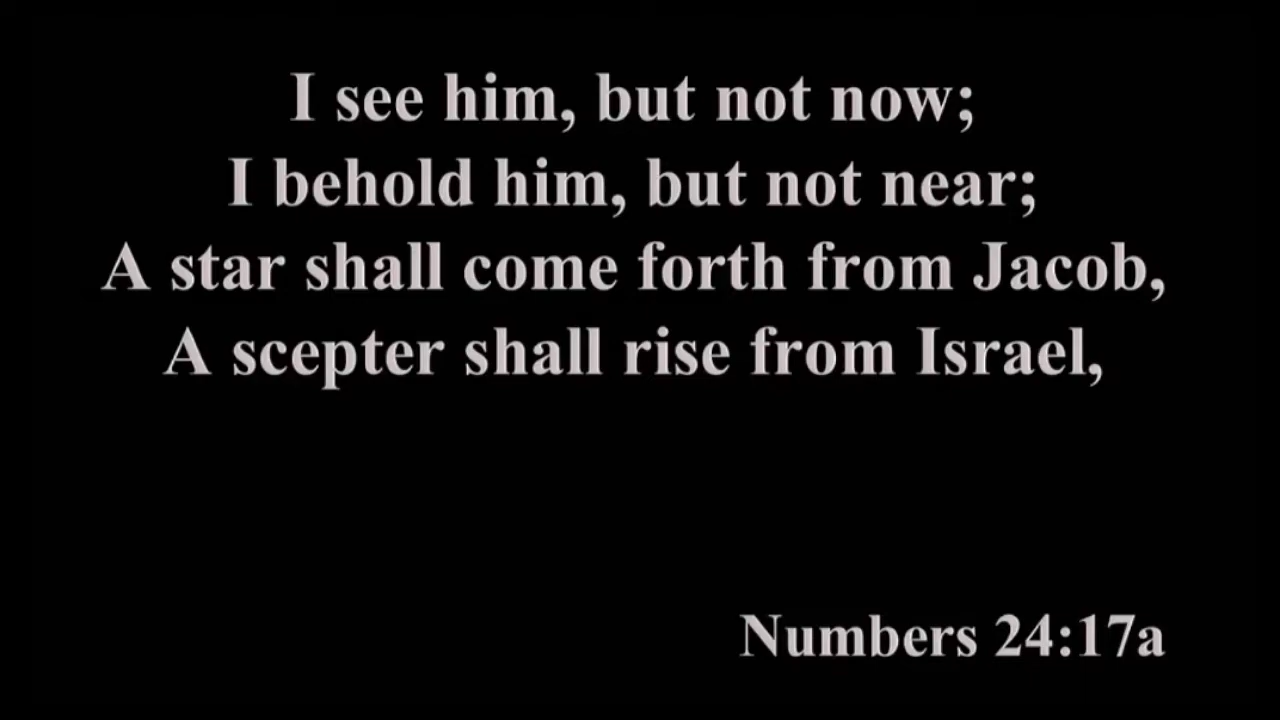 I see him, but not now;
I behold him, but not near;
A star shall come forth from Jacob,
A scepter shall rise from Israel,
Numbers 24:17a